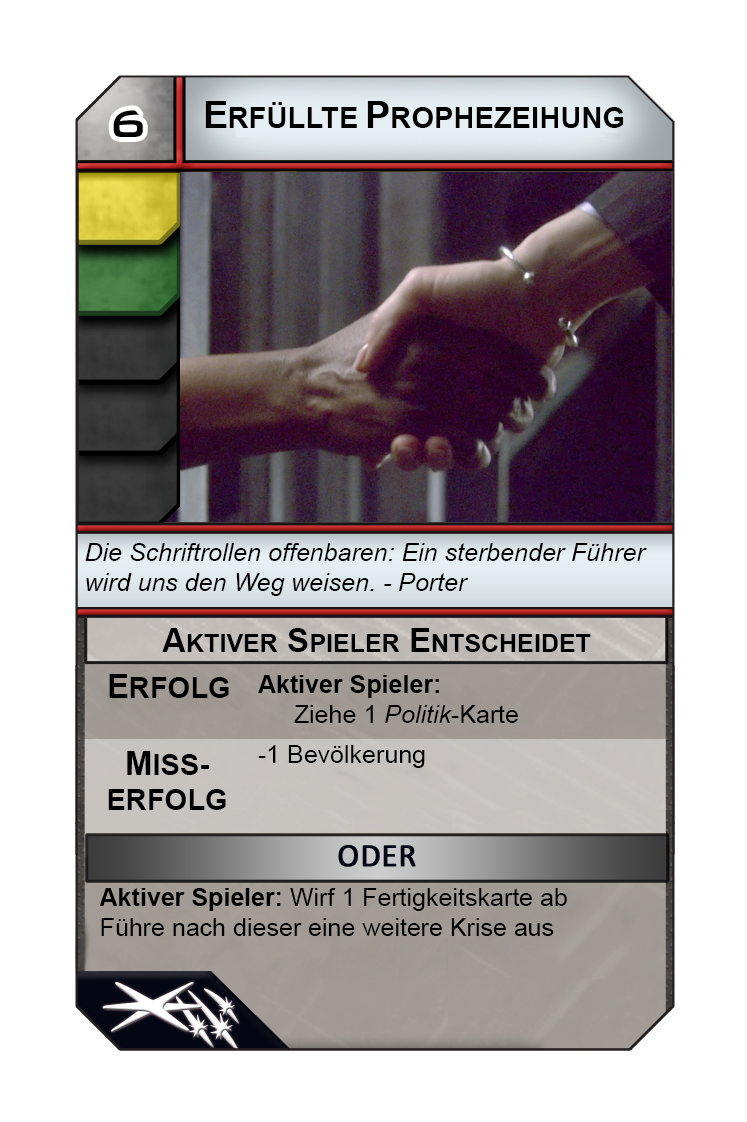 6
ERFÜLLTE PROPHEZEIHUNG
Die Schriftrollen offenbaren: Ein sterbender Führer
wird uns den Weg weisen. - Porter
AKTIVER SPIELER ENTSCHEIDET
ERFOLG
Aktiver Spieler:
Ziehe 1 Politik-Karte
MISS-
ERFOLG
-1 Bevölkerung
ODER
Aktiver Spieler: Wirf 1 Fertigkeitskarte ab
Führe nach dieser eine weitere Krise aus